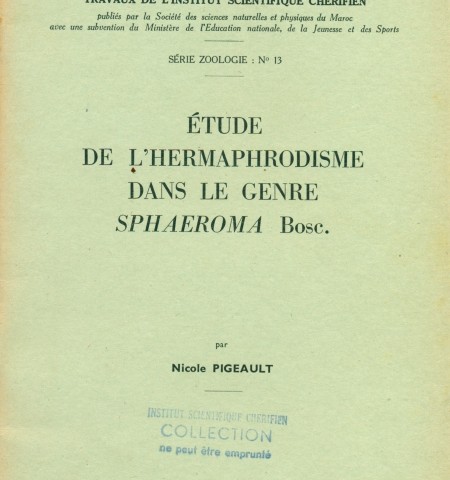 TRAVAUX DE L'INSTITUT SCIENTIFIQUE CHÉRIFIEN
publiés par la Société des sciences naturelles et physiques du Maroc
avec une subvention du Ministère de l'Education nationale, de la Jeunesse et des Sports
SÉRIE ZOOLOGIE : Nº 13
ÉTUDE
DE L'HERMAPHRODISME
DANS LE GENRE
SPHAEROMA Bosc.
par
Nicole PIGEAULT
INSTITUT SCIENTIFIQUE CHERIFIEN
COLLECTION
ne peut être emprunté